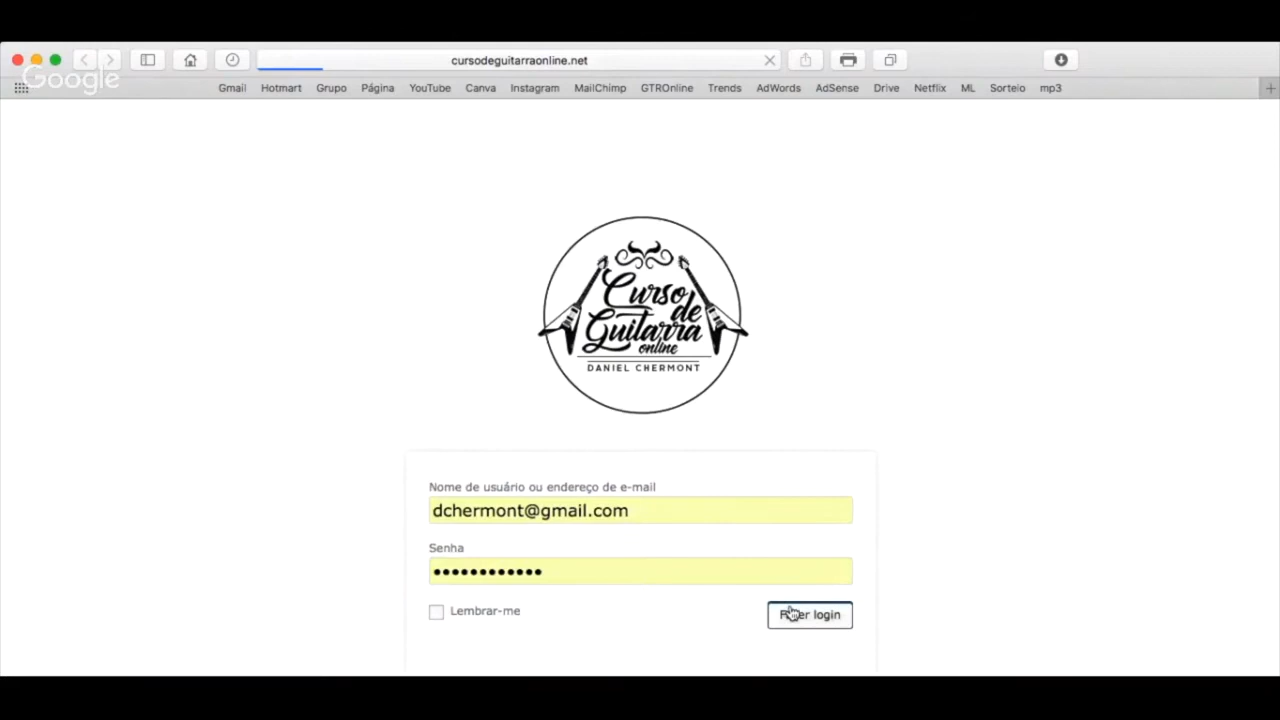 cursodeguitarraonline.net
Google
Gmail Hotmart Grupo Página YouTube Canva Instagram MailChimp GTROnline Trends AdWords AdSense Drive Netflix ML Sorteio mp3
Curso
de
Guitarra
online
DANIEL CHERMONT
Nome de usuário ou endereço de e-mail
dchermont@gmail.com
Senha
••••••••••••
Lembrar-me
login